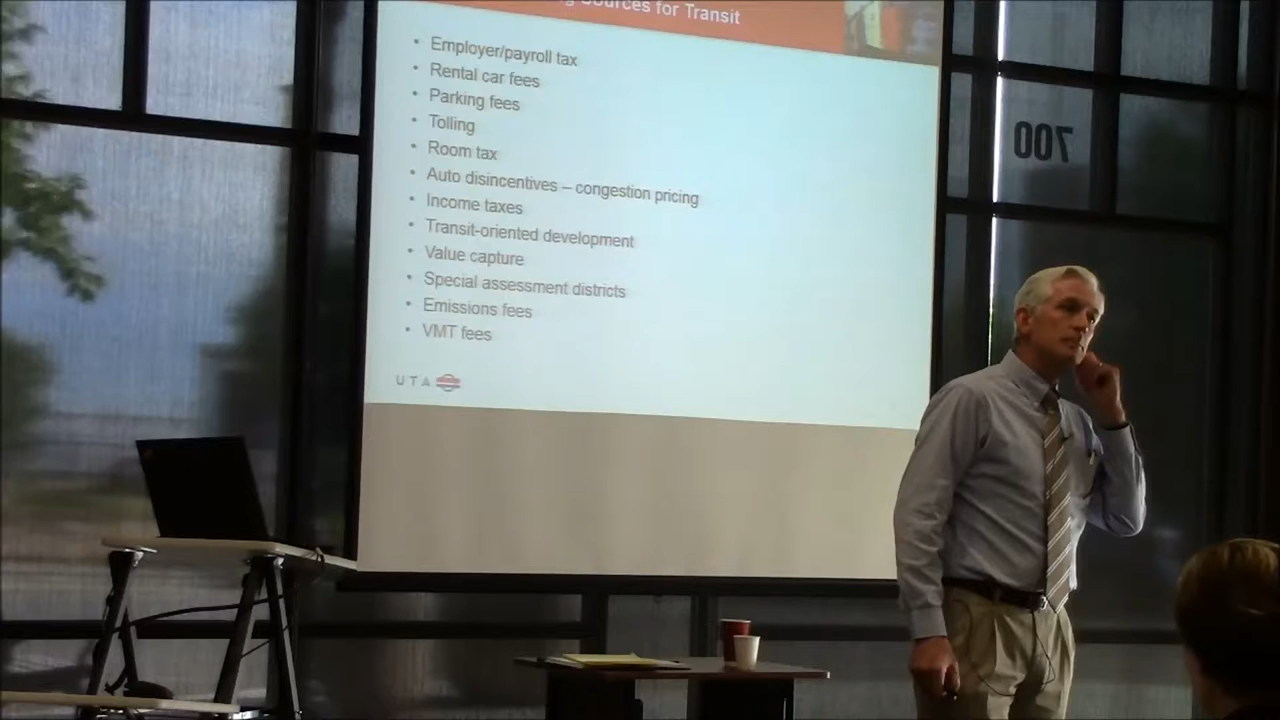 Sources for Transit
• Employer/payroll tax
• Rental car fees
• Parking fees
• Tolling
• Room tax
• Auto disincentives – congestion pricing
• Income taxes
• Transit-oriented development
• Value capture
• Special assessment districts
• Emissions fees
• VMT fees
UTA
700